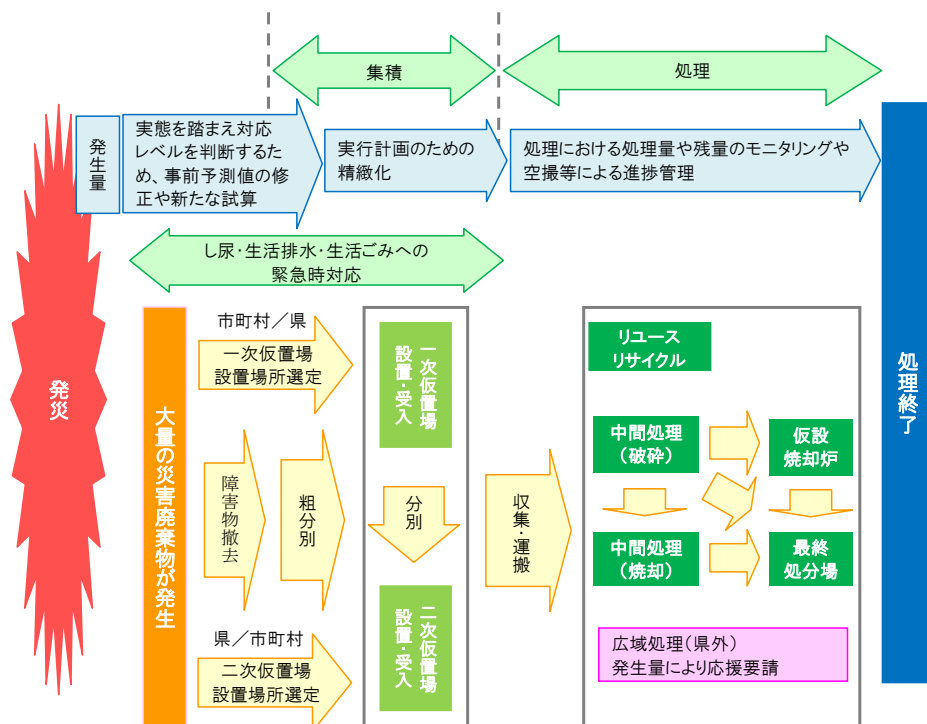 集積
処理
発災
発生量
実態を踏まえ対応
レベルを判断するた
め、事前予測値の修
正や新たな試算
実行計画のための
精緻化
処理における処理量や残量のモニタリングや
空撮等による進捗管理
処理終了
し尿・生活排水・生活ごみへの
緊急時対応
大量の災害廃棄物が発生
市町村／県
一次仮置場
設置場所選定
障害物撤去
粗分別
県／市町村
二次仮置場
設置場所選定
一次仮置場
設置・受入
分別
二次仮置場
設置・受入
収集・運搬
リユース
リサイクル
中間処理
（破砕）
仮設
焼却炉
中間処理
（焼却）
最終
処分場
広域処理（県外）
発生量により応援要請